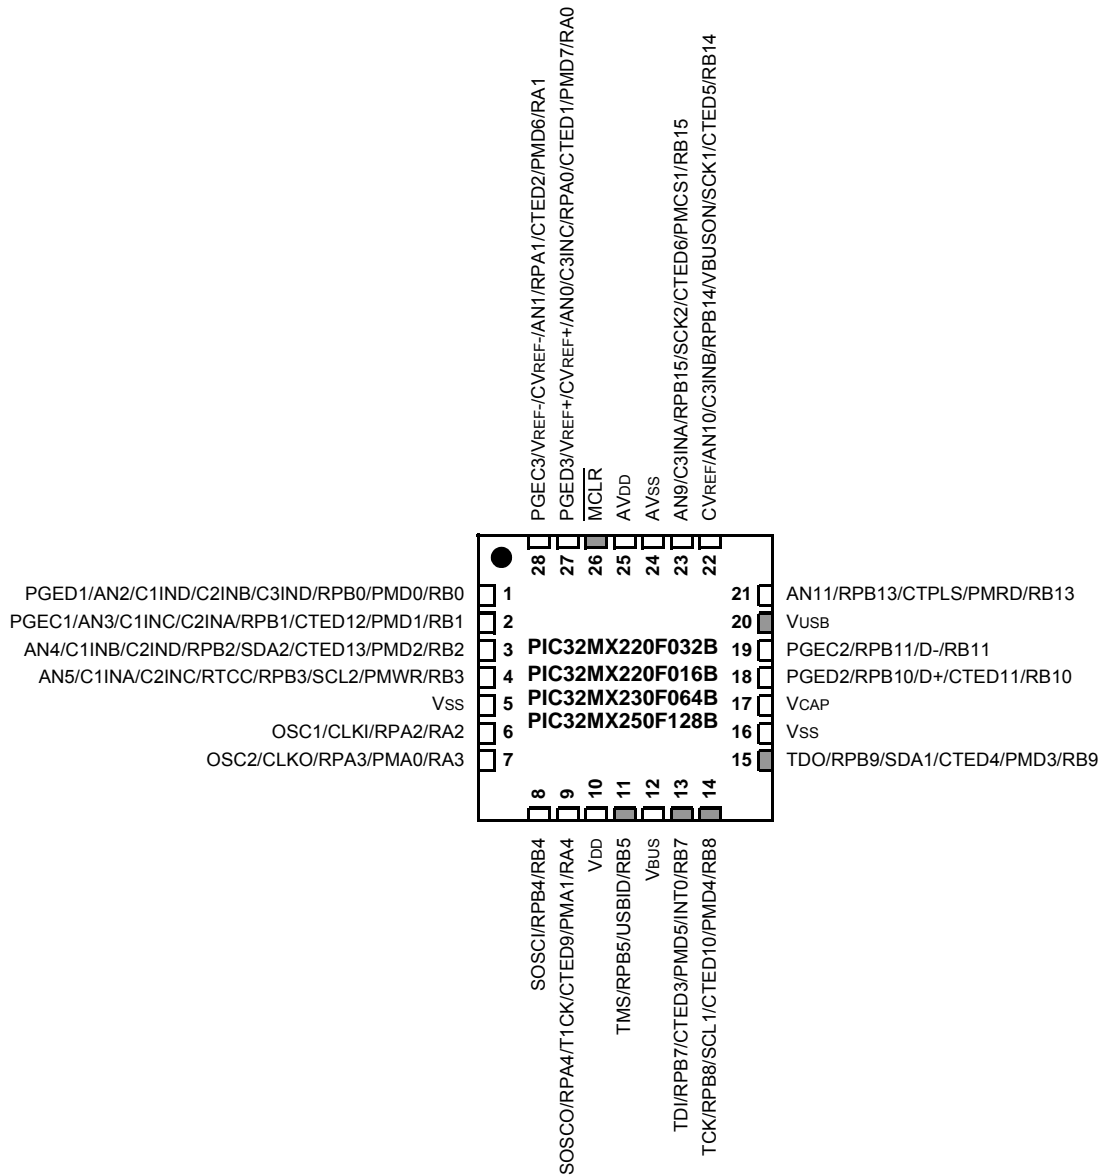 PGEC3/VREF-/CVREF-/AN1/RPA1/CTED2/PMD6/RA1
PGED3/VREF+/CVREF+/AN0/C3INC/RPA0/CTED1/PMD7/RA0
MCLR
AVDD
AVSS
AN9/C3INA/RPB15/SCK2/CTED6/PMCS1/RB15
CVREF/AN10/C3INB/RPB14/VBUSON/SCK1/CTED5/RB14
28
27
26
25
24
23
22
PGED1/AN2/C1IND/C2INB/C3IND/RPB0/PMD0/RB0 1
PGEC1/AN3/C1INC/C2INA/RPB1/CTED12/PMD1/RB1 2
AN4/C1INB/C2IND/RPB2/SDA2/CTED13/PMD2/RB2 3
AN5/C1INA/C2INC/RTCC/RPB3/SCL2/PMWR/RB3 4
VSS 5
OSC1/CLKI/RPA2/RA2 6
OSC2/CLKO/RPA3/PMA0/RA3 7
PIC32MX220F032B
PIC32MX220F016B
PIC32MX230F064B
PIC32MX250F128B
21 AN11/RPB13/CTPLS/PMRD/RB13
20 VUSB
19 PGEC2/RPB11/D-/RB11
18 PGED2/RPB10/D+/CTED11/RB10
17 VCAP
16 VSS
15 TDO/RPB9/SDA1/CTED4/PMD3/RB9
8
9
10
11
12
13
14
SOSCI/RPB4/RB4
SOSCO/RPA4/T1CK/CTED9/PMA1/RA4
VDD
TMS/RPB5/USBID/RB5
VBUS
TDI/RPB7/CTED3/PMD5/INT0/RB7
TCK/RPB8/SCL1/CTED10/PMD4/RB8